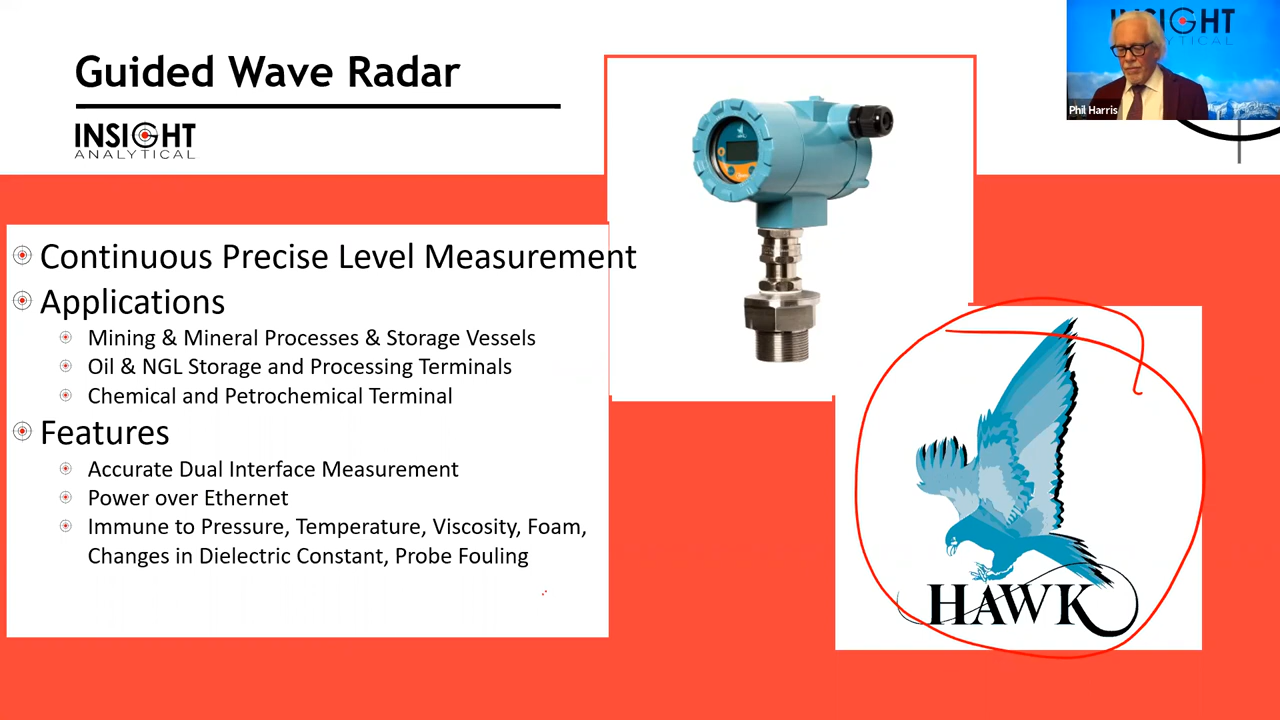 Guided Wave Radar
INSIGHT
ANALYTICAL
INSIGHT
ANALYTICAL
Phil Harris
Continuous Precise Level Measurement
Applications
Mining & Mineral Processes & Storage Vessels
Oil & NGL Storage and Processing Terminals
Chemical and Petrochemical Terminal
Features
Accurate Dual Interface Measurement
Power over Ethernet
Immune to Pressure, Temperature, Viscosity, Foam,
Changes in Dielectric Constant, Probe Fouling
HAWK